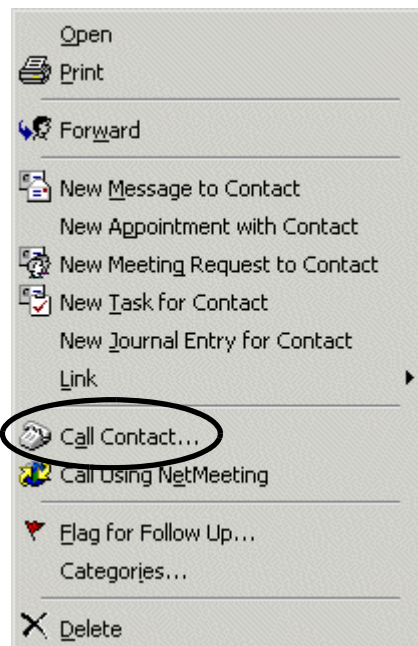 Open
Print
Forward
New Message to Contact
New Appointment with Contact
New Meeting Request to Contact
New Task for Contact
New Journal Entry for Contact
Link
Call Contact...
Call Using NetMeeting
Flag for Follow Up...
Categories...
Delete